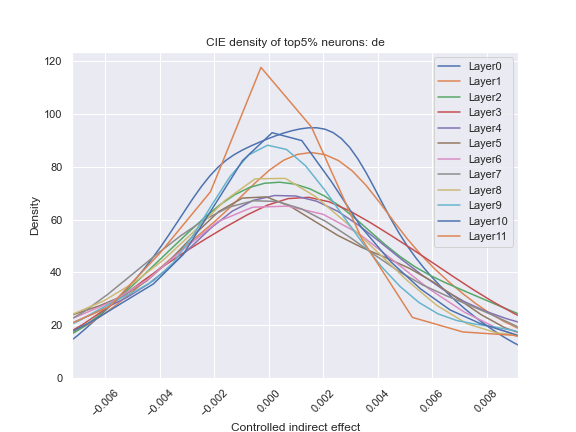 CIE density of top5% neurons: de
120
100
80
60
40
20
0
Density
−0.006
−0.004
−0.002
0.000
0.002
0.004
0.006
0.008
Controlled indirect effect
Layer0
Layer1
Layer2
Layer3
Layer4
Layer5
Layer6
Layer7
Layer8
Layer9
Layer10
Layer11